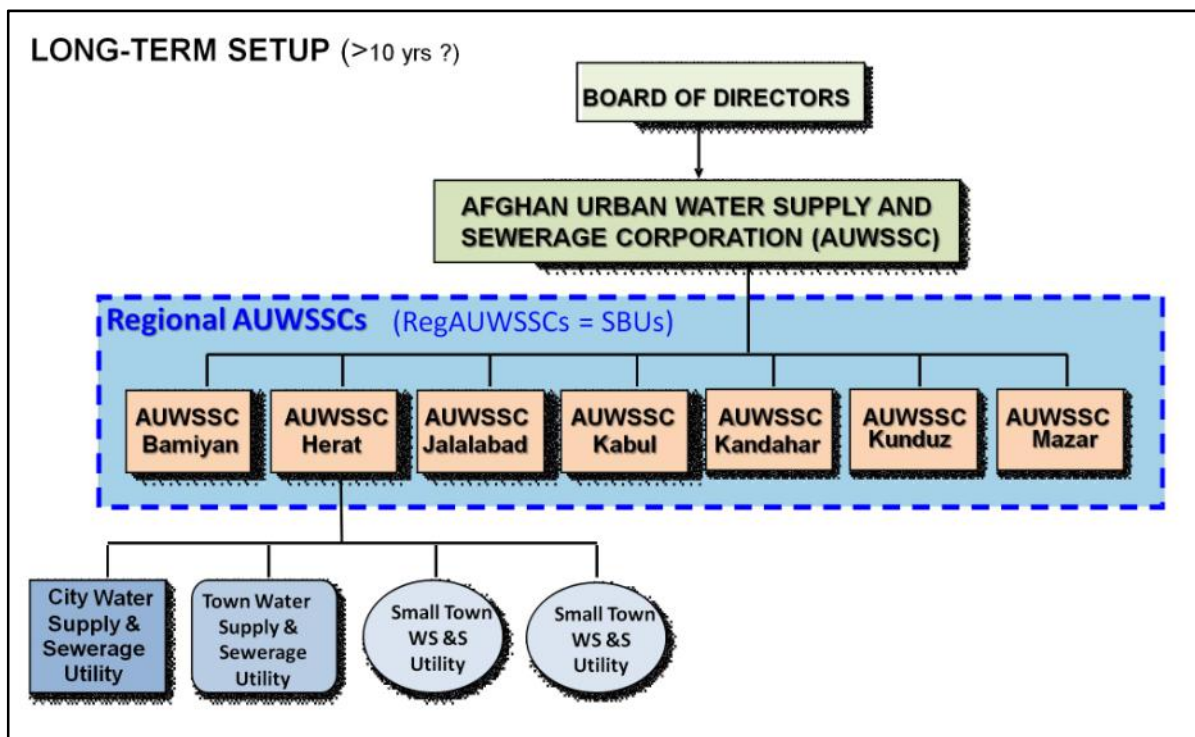 LONG-TERM SETUP (>10 yrs ?)
BOARD OF DIRECTORS
AFGHAN URBAN WATER SUPPLY AND
SEWERAGE CORPORATION (AUWSSC)
Regional AUWSSCs (RegAUWSSCs = SBUs)
AUWSSC
Bamiyan
AUWSSC
Herat
AUWSSC
Jalalabad
AUWSSC
Kabul
AUWSSC
Kandahar
AUWSSC
Kunduz
AUWSSC
Mazar
City Water
Supply &
Sewerage
Utility
Town Water
Supply &
Sewerage
Utility
Small Town
WS &S
Utility
Small Town
WS &S
Utility